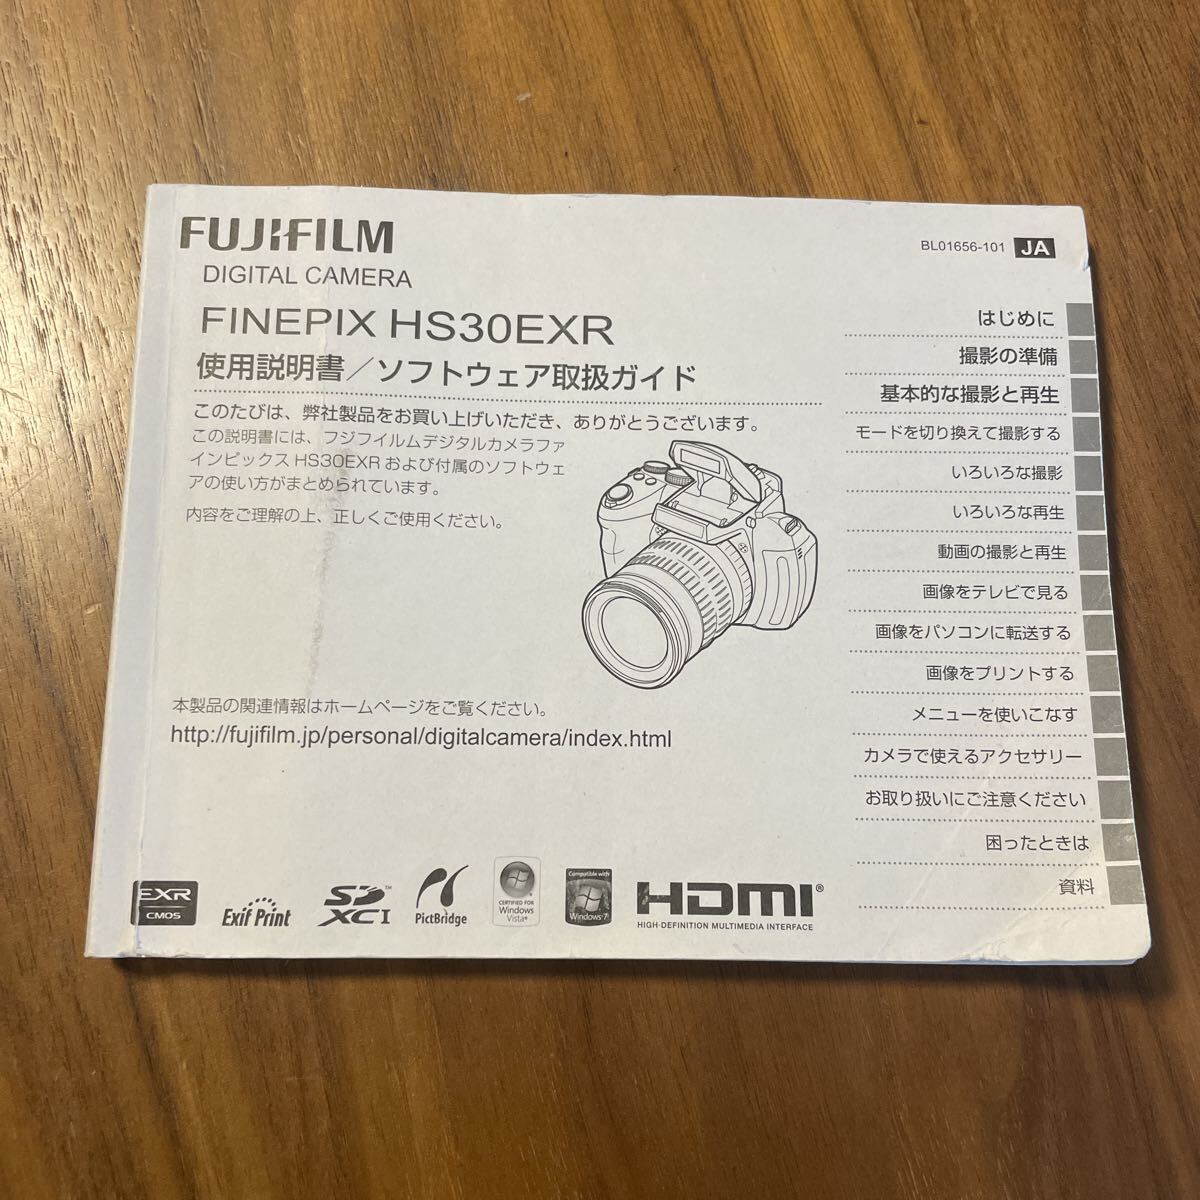 FUJIFILM
DIGITAL CAMERA
BL01656-101 JA
FINEPIX HS30EXR
使用説明書／ソフトウェア取扱ガイド
このたびは、弊社製品をお買い上げいただき、ありがとうございます。
この説明書には、フジフイルムデジタルカメラファ
インピックス HS30EXR および付属のソフトウェ
アの使い方がまとめられています。
内容をご理解の上、正しくご使用ください。
本製品の関連情報はホームページをご覧ください。
http://fujifilm.jp/personal/digitalcamera/index.html
はじめに
撮影の準備
基本的な撮影と再生
モードを切り換えて撮影する
いろいろな撮影
いろいろな再生
動画の撮影と再生
画像をテレビで見る
画像をパソコンに転送する
画像をプリントする
メニューを使いこなす
カメラで使えるアクセサリー
お取り扱いにご注意ください
困ったときは
資料
EXR
CMOS
Exif Print
SD™
XC I
PictBridge
CERTIFIED FOR
Windows
Vista
Compatible with
Windows 7
HDMI®
HIGH-DEFINITION MULTIMEDIA INTERFACE